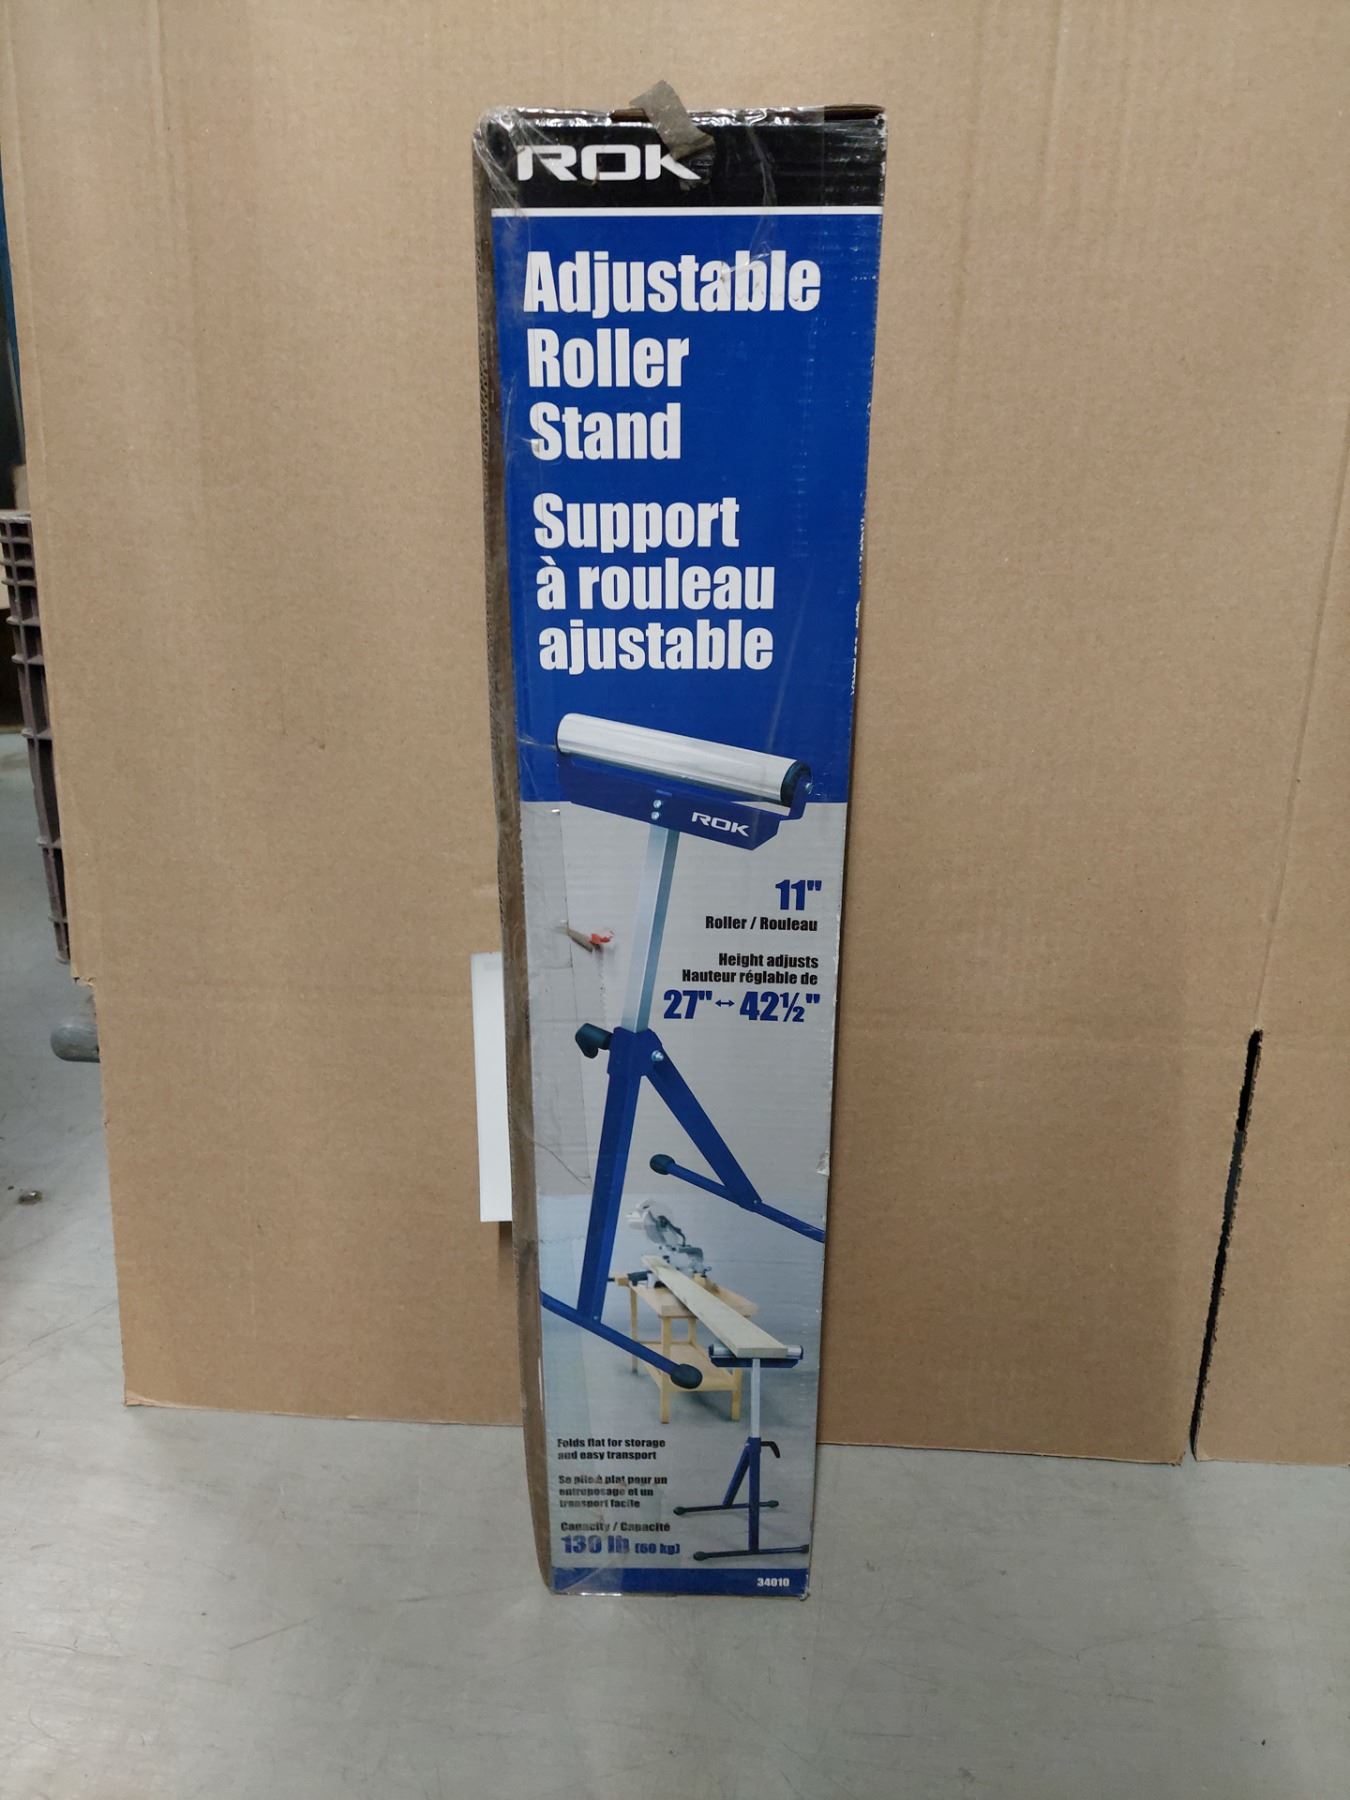 ROK
Adjustable
Roller
Stand
Support
à rouleau
ajustable
ROK
11"
Roller / Rouleau
Height adjusts
Hauteur réglable de
27" ↔ 42½"
Folds flat for storage
and easy transport
Se plie à plat pour un
entreposage et un
transport facile
Capacity / Capacité
130 lb (60 kg)
34010